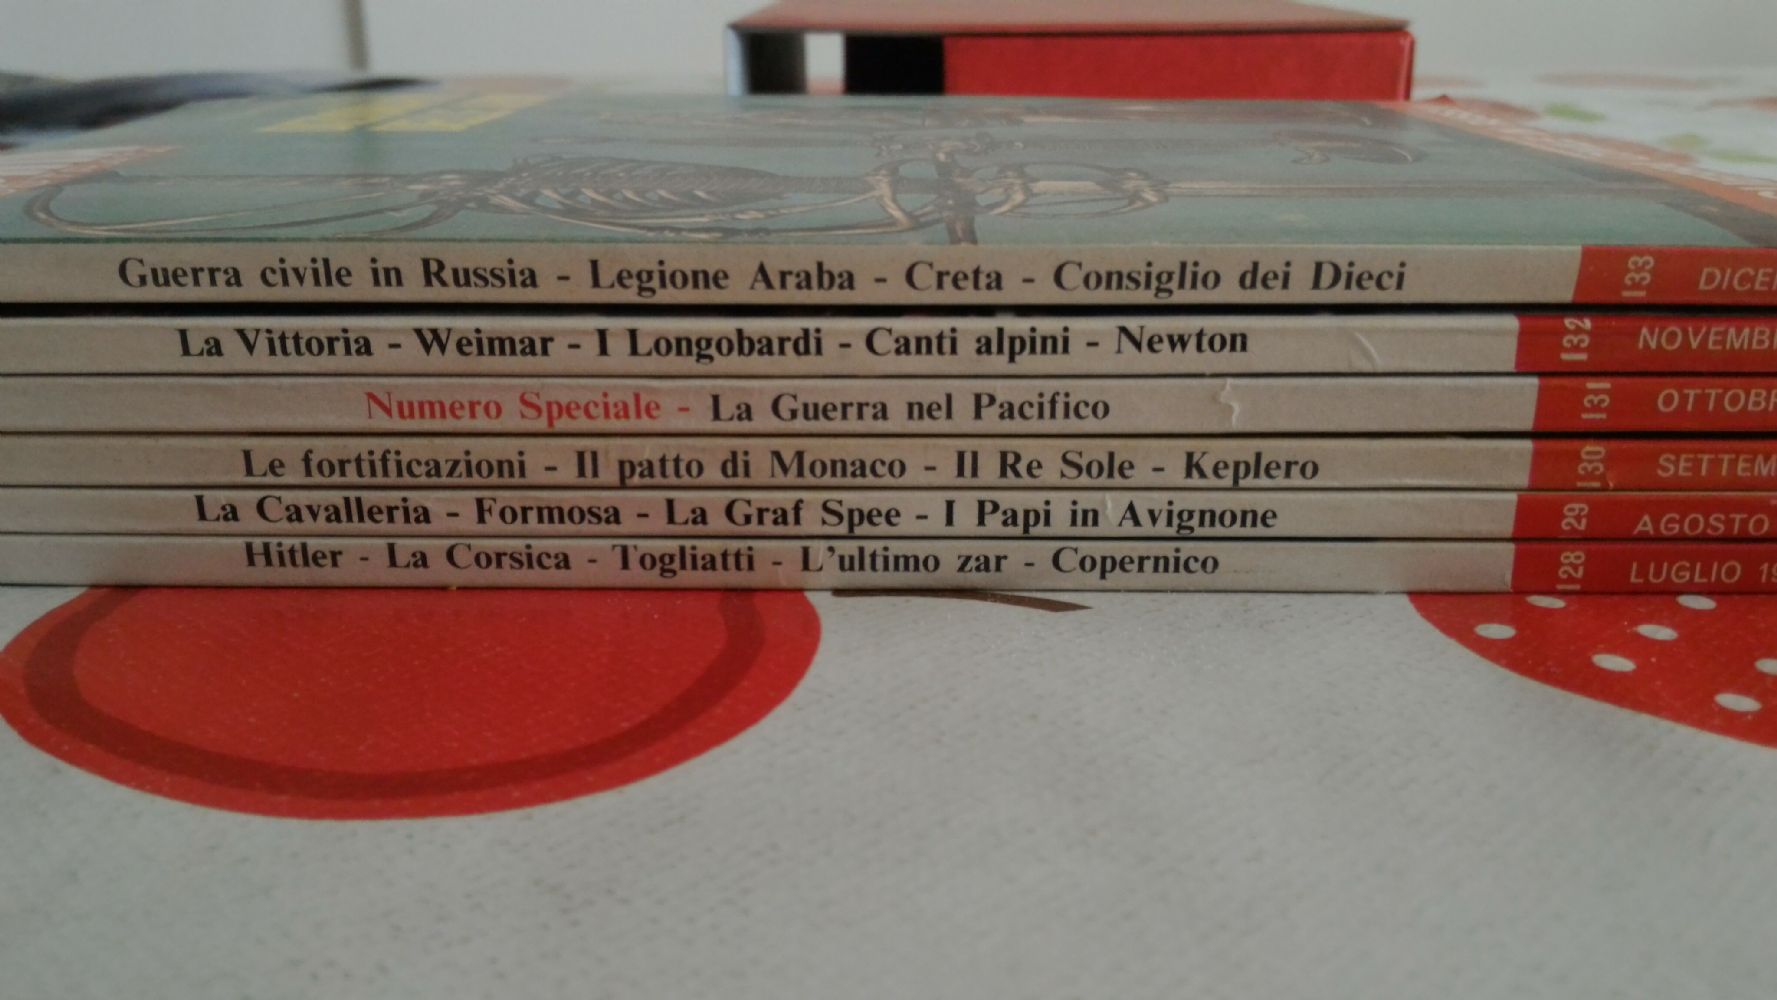 Guerra civile in Russia - Legione Araba - Creta - Consiglio dei Dieci 133
La Vittoria - Weimar - I Longobardi - Canti alpini - Newton 132
Numero Speciale - La Guerra nel Pacifico 131
Le fortificazioni - Il patto di Monaco - Il Re Sole - Keplero 130
La Cavalleria - Formosa - La Graf Spee - I Papi in Avignone 129 AGOSTO
Hitler - La Corsica - Togliatti - L'ultimo zar - Copernico 128 LUGLIO